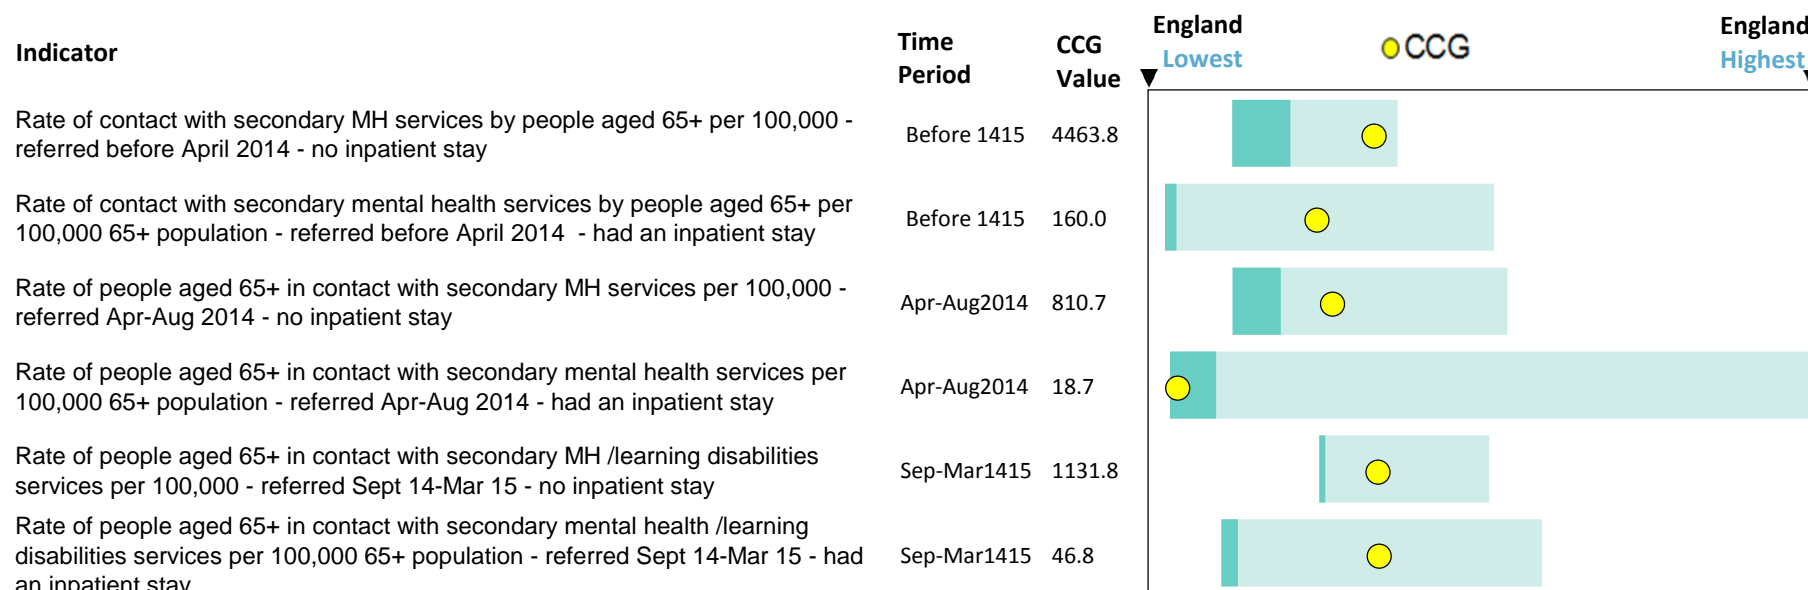 Indicator
Time Period
CCG Value
England Lowest
CCG
England Highest
Rate of contact with secondary MH services by people aged 65+ per 100,000 -
referred before April 2014 - no inpatient stay
Before 1415 4463.8
Rate of contact with secondary mental health services by people aged 65+ per
100,000 65+ population - referred before April 2014 - had an inpatient stay
Before 1415 160.0
Rate of people aged 65+ in contact with secondary MH services per 100,000 -
referred Apr-Aug 2014 - no inpatient stay
Apr-Aug2014 810.7
Rate of people aged 65+ in contact with secondary mental health services per
100,000 65+ population - referred Apr-Aug 2014 - had an inpatient stay
Apr-Aug2014 18.7
Rate of people aged 65+ in contact with secondary MH /learning disabilities
services per 100,000 - referred Sept 14-Mar 15 - no inpatient stay
Sep-Mar1415 1131.8
Rate of people aged 65+ in contact with secondary mental health /learning
disabilities services per 100,000 65+ population - referred Sept 14-Mar 15 - had
an inpatient stay
Sep-Mar1415 46.8